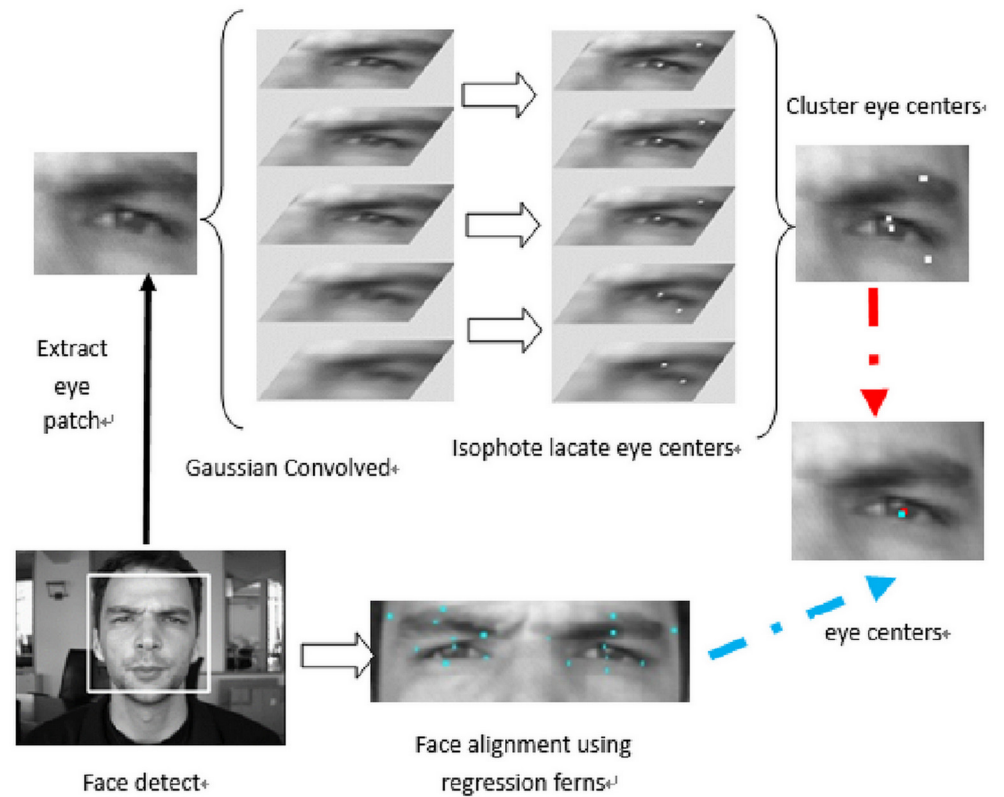 Cluster eye centers
Extract
eye
patch
Gaussian Convolved
Isophote lacate eye centers
eye centers
Face alignment using
regression ferns
Face detect